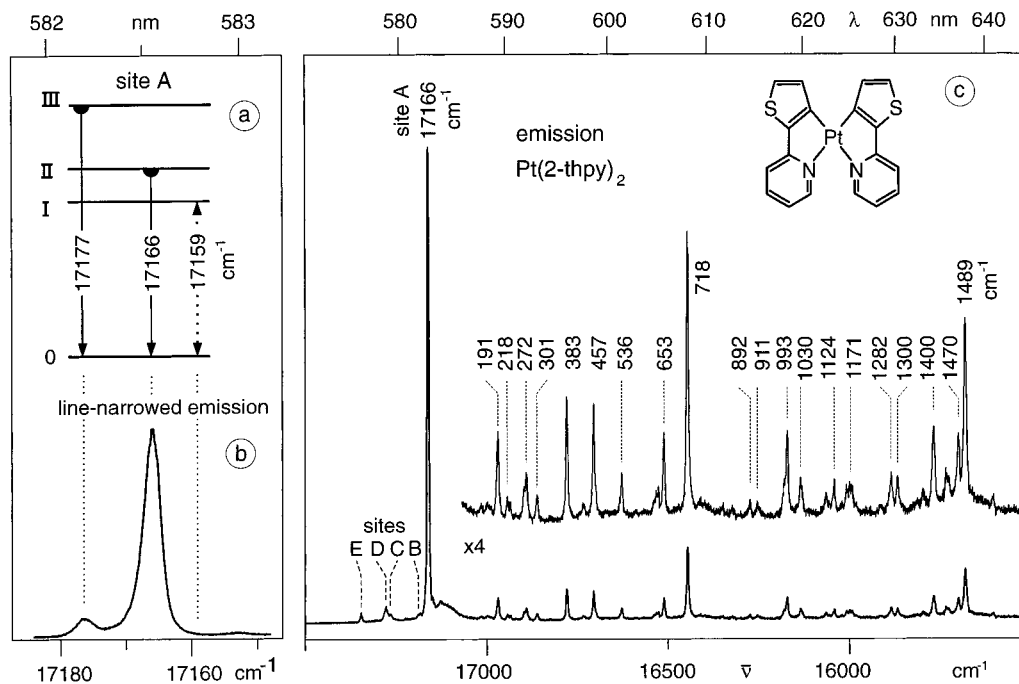 582 nm 583
site A
III
a
II
I
17177
17166
17159
cm-1
0
line-narrowed emission
b
17180 17160 cm-1
580 590 600 610 620 λ 630 nm 640
site A
17166
cm-1
emission
Pt(2-thpy)2
c
S S
Pt
N N
718
1489
cm-1
191 218 272 301 383 457 536 653 892 911 993 1030 1124 1171 1282 1300 1400 1470
sites
E D C B
x4
17000 16500 ν̄ 16000 cm-1